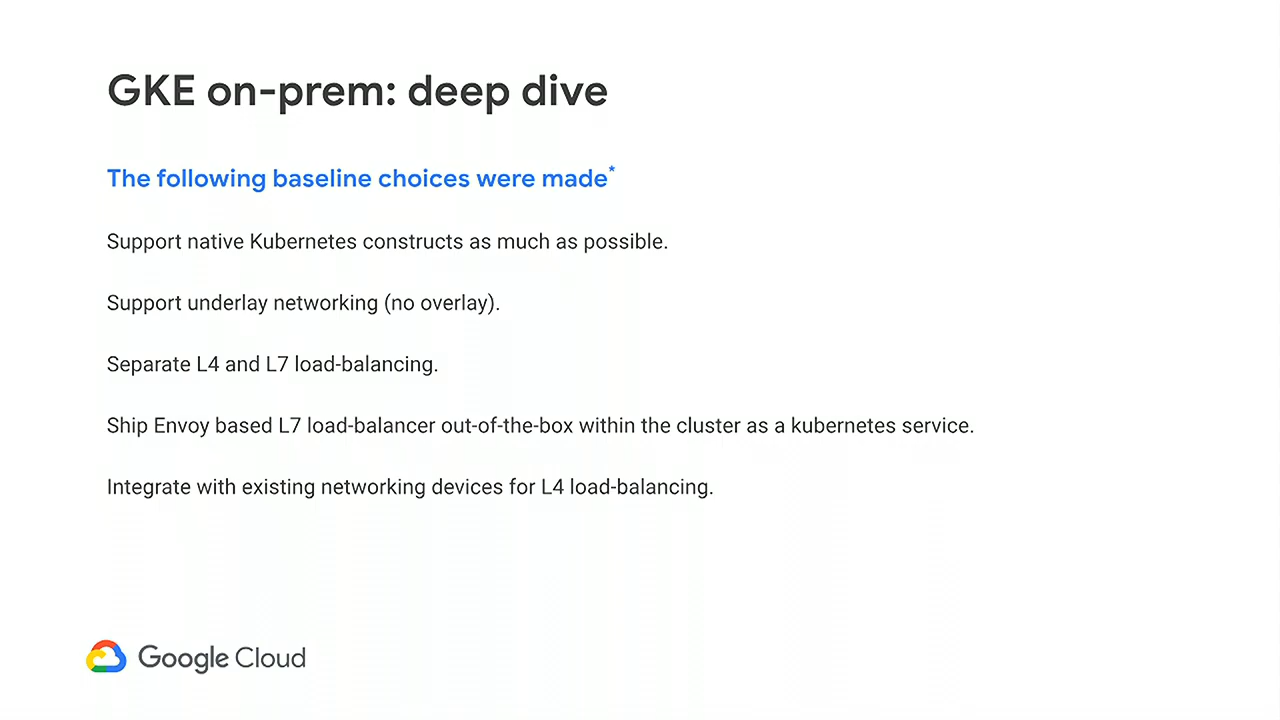 GKE on-prem: deep dive
The following baseline choices were made*
Support native Kubernetes constructs as much as possible.
Support underlay networking (no overlay).
Separate L4 and L7 load-balancing.
Ship Envoy based L7 load-balancer out-of-the-box within the cluster as a kubernetes service.
Integrate with existing networking devices for L4 load-balancing.
Google Cloud